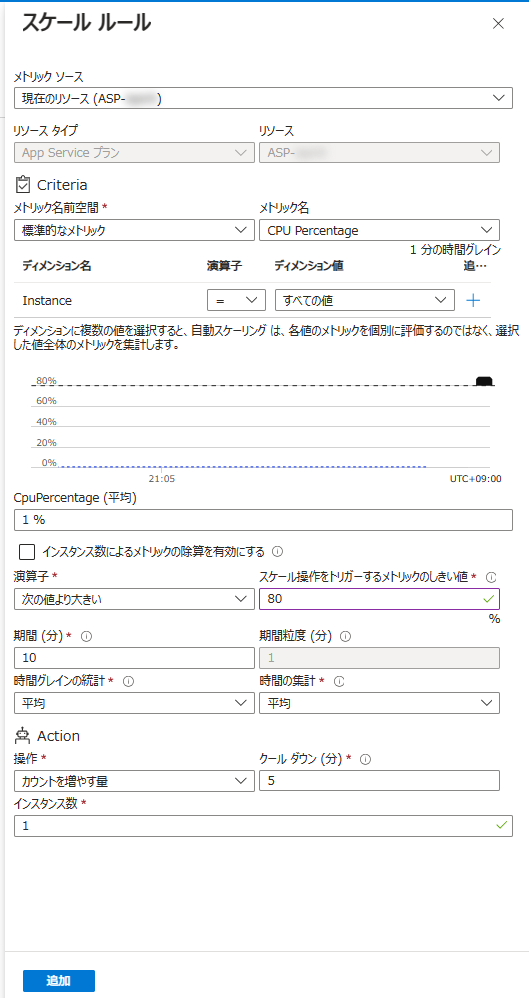 スケール ルール
メトリック ソース
現在のリソース (ASP- )
リソース タイプ リソース
App Service プラン ASP-
Criteria
メトリック名前空間 * メトリック名
標準的なメトリック CPU Percentage
1 分の時間グレイン
ディメンション名 演算子 ディメンション値 追…
Instance = すべての値
ディメンションに複数の値を選択すると、自動スケーリング は、各値のメトリックを個別に評価するのではなく、選択
した値全体のメトリックを集計します。
80%
60%
40%
20%
0%
21:05 UTC+09:00
CpuPercentage (平均)
1 %
インスタンス数によるメトリックの除算を有効にする
演算子 * スケール操作をトリガーするメトリックのしきい値 *
次の値より大きい 80
%
期間 (分) * 期間粒度 (分)
10 1
時間グレインの統計 * 時間の集計 *
平均 平均
Action
操作 * クール ダウン (分) *
カウントを増やす量 5
インスタンス数 *
1
追加